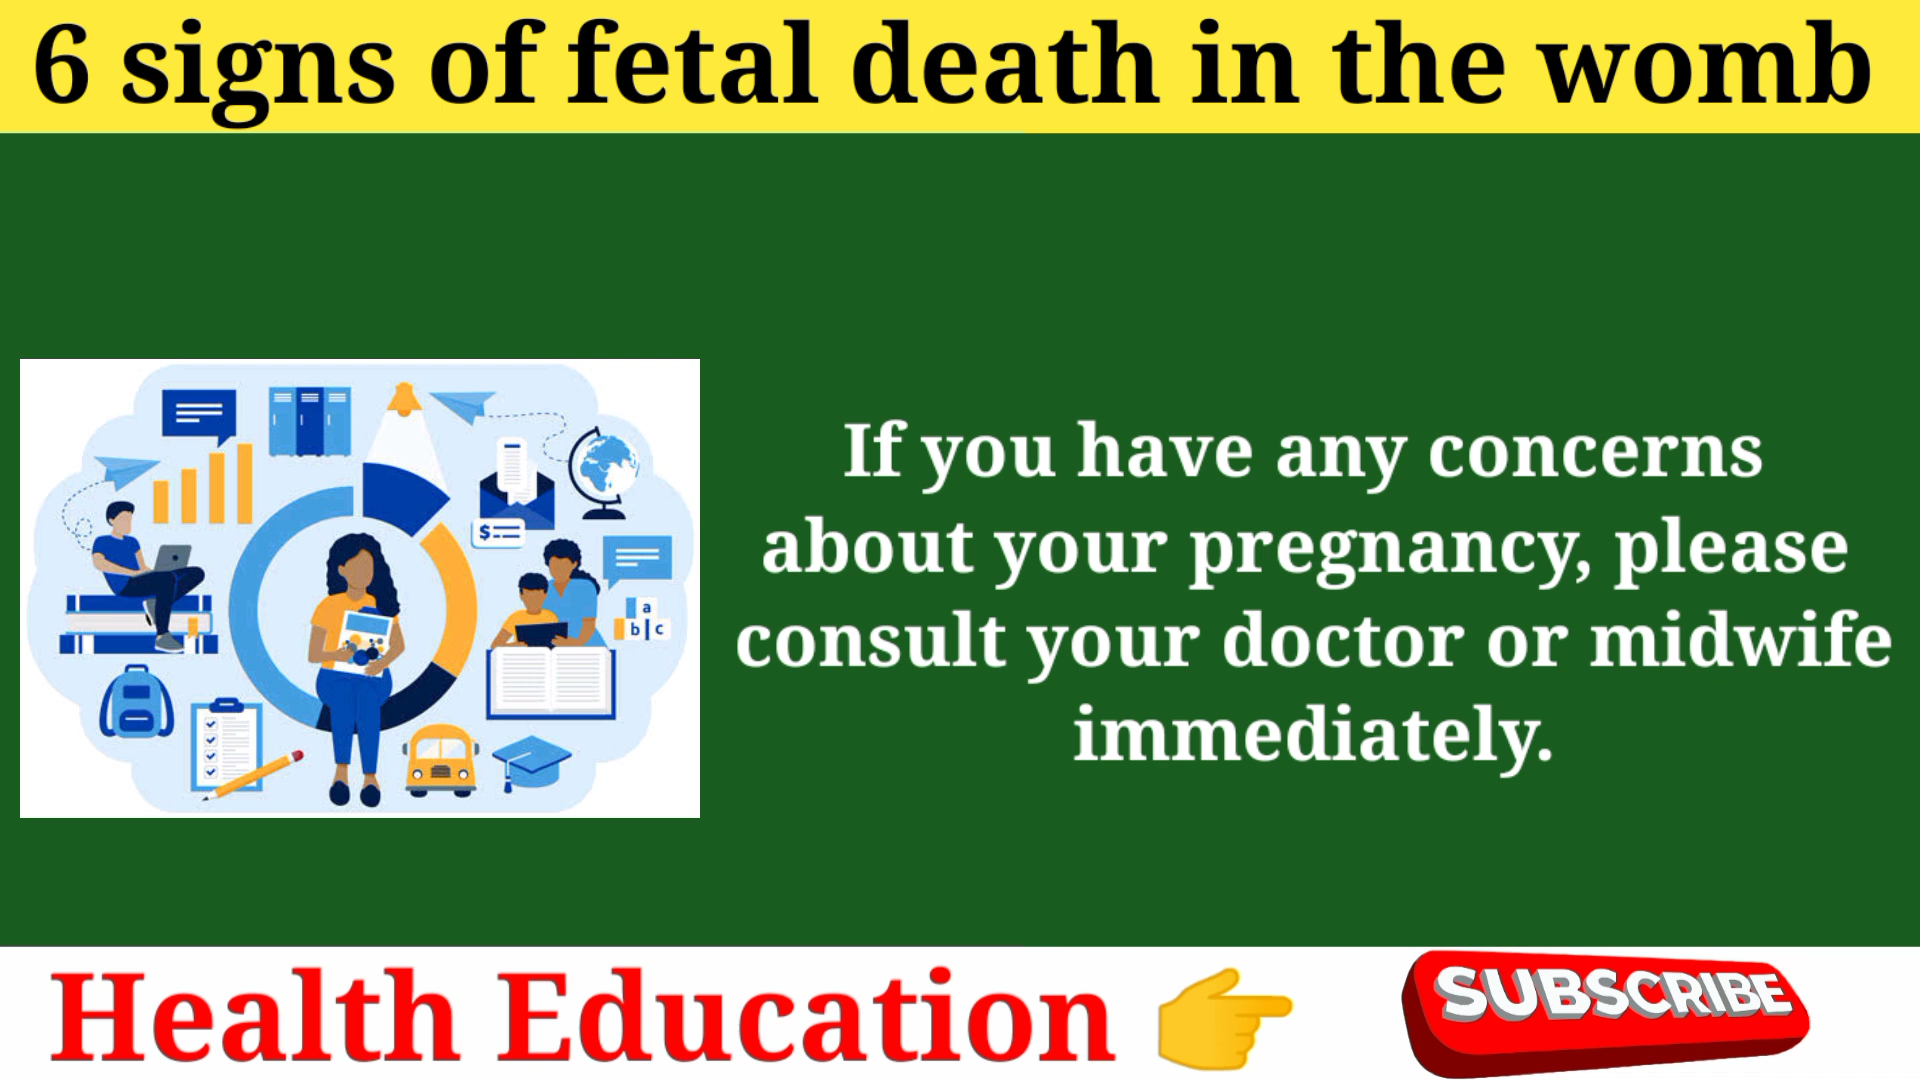 6 signs of fetal death in the womb
If you have any concerns
about your pregnancy, please
consult your doctor or midwife
immediately.
$
a
b c
Health Education 👉
SUBSCRIBE